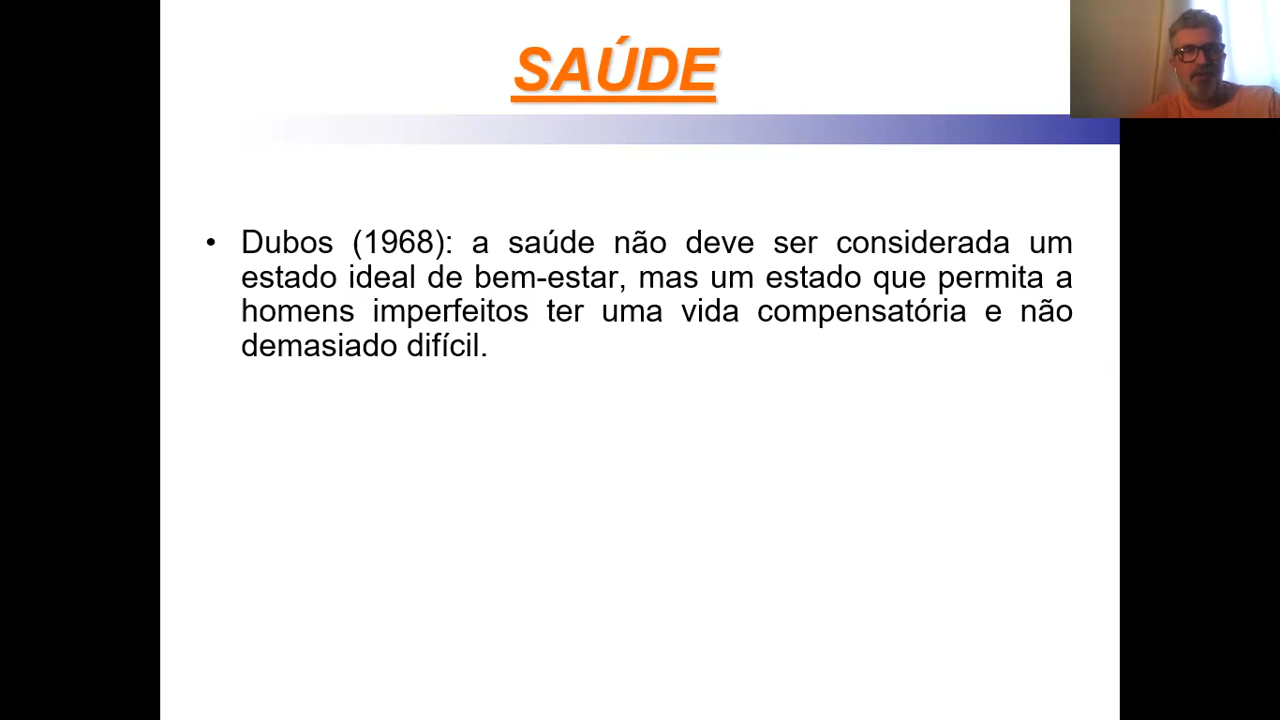 SAÚDE
• Dubos (1968): a saúde não deve ser considerada um
estado ideal de bem-estar, mas um estado que permita a
homens imperfeitos ter uma vida compensatória e não
demasiado difícil.